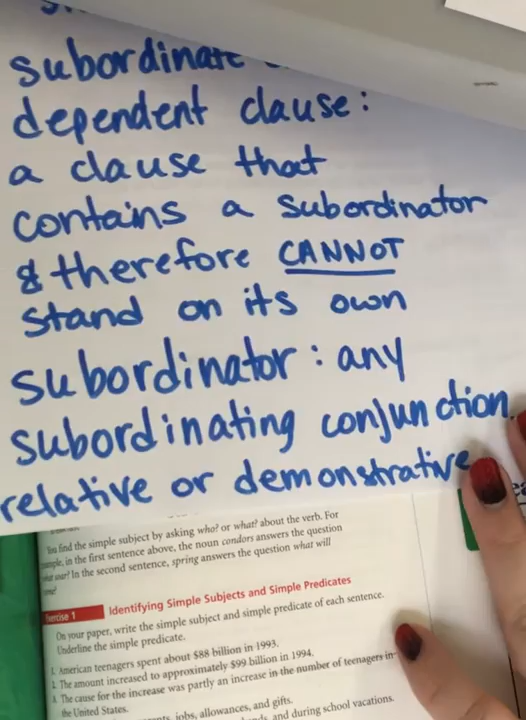 subordinate
dependent clause:
a clause that
contains a subordinator
& therefore CANNOT
stand on its own
subordinator: any
subordinating conjunction,
relative or demonstrative
You find the simple subject by asking who? or what? about the verb. For
in the first sentence above, the noun condors answers the question
In the second sentence, spring answers the question what will
Exercise 1 Identifying Simple Subjects and Simple Predicates
On your paper, write the simple subject and simple predicate of each sentence.
Underline the simple predicate.
1. American teenagers spent about $88 billion in 1993.
2. The amount increased to approximately $99 billion in 1994.
3. The cause for the increase was partly an increase in the number of teenagers in
the United States.
jobs, allowances, and gifts.
and during school vacations.